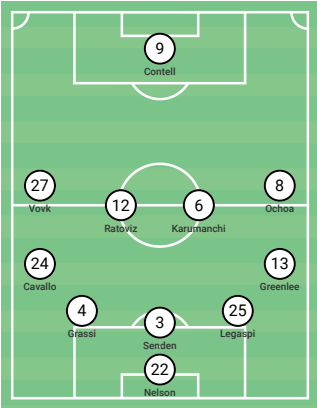 9
Contell
27
Vovk
12
Ratoviz
6
Karumanchi
8
Ochoa
24
Cavallo
13
Greenlee
4
Grassi
3
Senden
25
Legaspi
22
Nelson